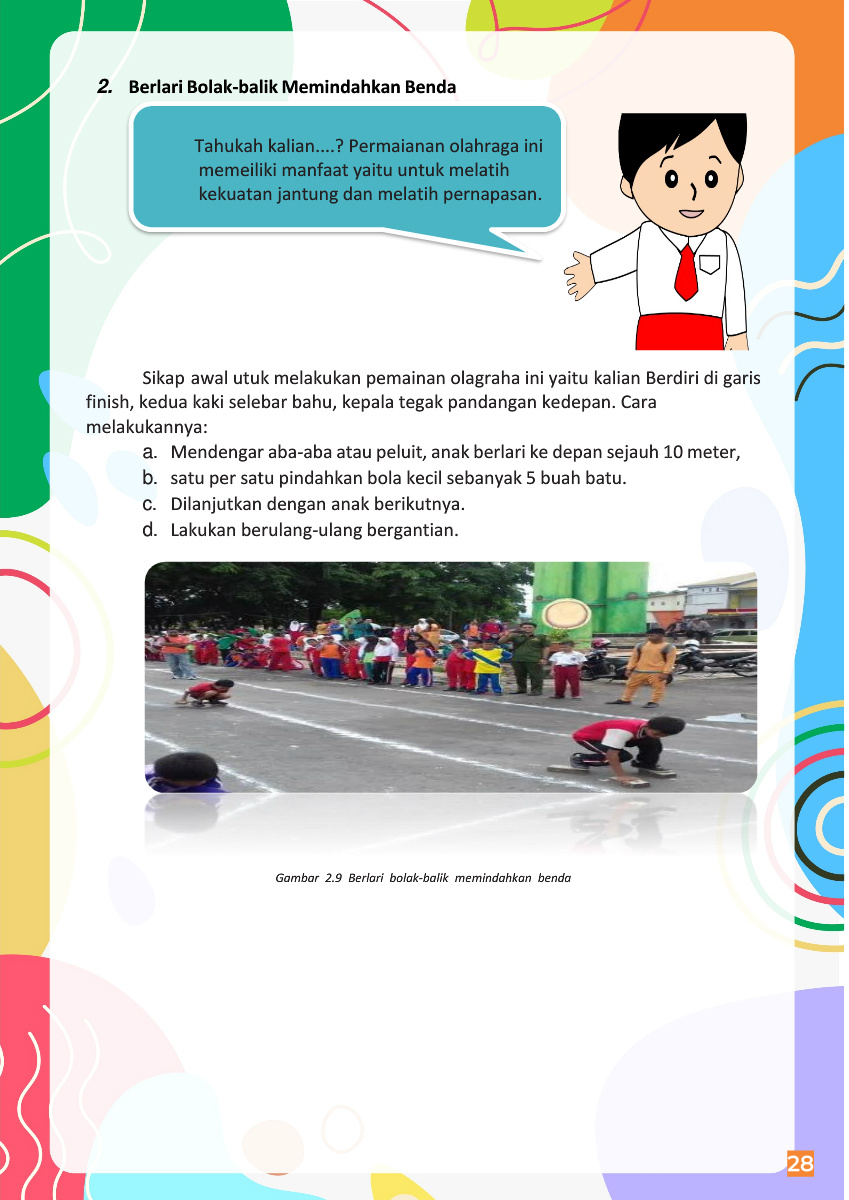 2. Berlari Bolak-balik Memindahkan Benda
Tahukah kalian....? Permaianan olahraga ini
memeiliki manfaat yaitu untuk melatih
kekuatan jantung dan melatih pernapasan.
Sikap awal utuk melakukan pemainan olagraha ini yaitu kalian Berdiri di garis
finish, kedua kaki selebar bahu, kepala tegak pandangan kedepan. Cara
melakukannya:
a. Mendengar aba-aba atau peluit, anak berlari ke depan sejauh 10 meter,
b. satu per satu pindahkan bola kecil sebanyak 5 buah batu.
c. Dilanjutkan dengan anak berikutnya.
d. Lakukan berulang-ulang bergantian.
Gambar 2.9 Berlari bolak-balik memindahkan benda
28